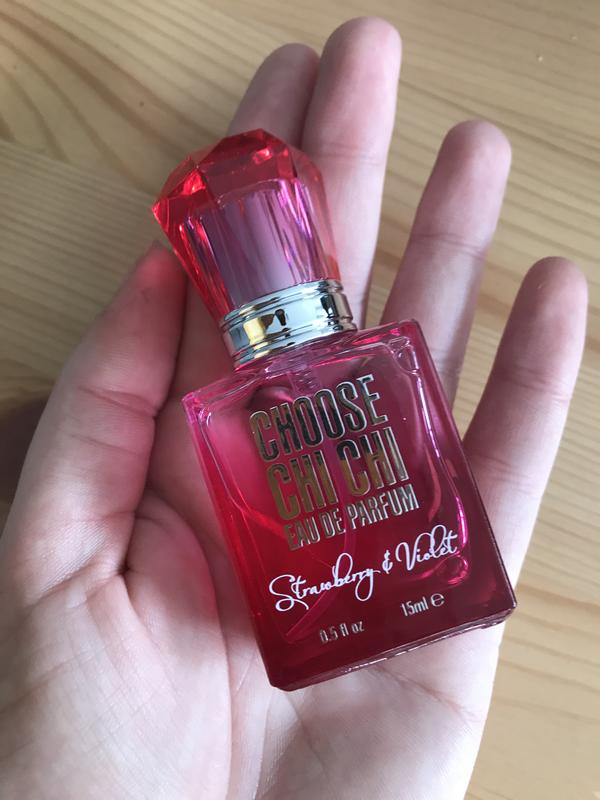 CHOOSE
CHI CHI
EAU DE PARFUM
Strawberry & Violet
0.5 fl oz 15ml ℮